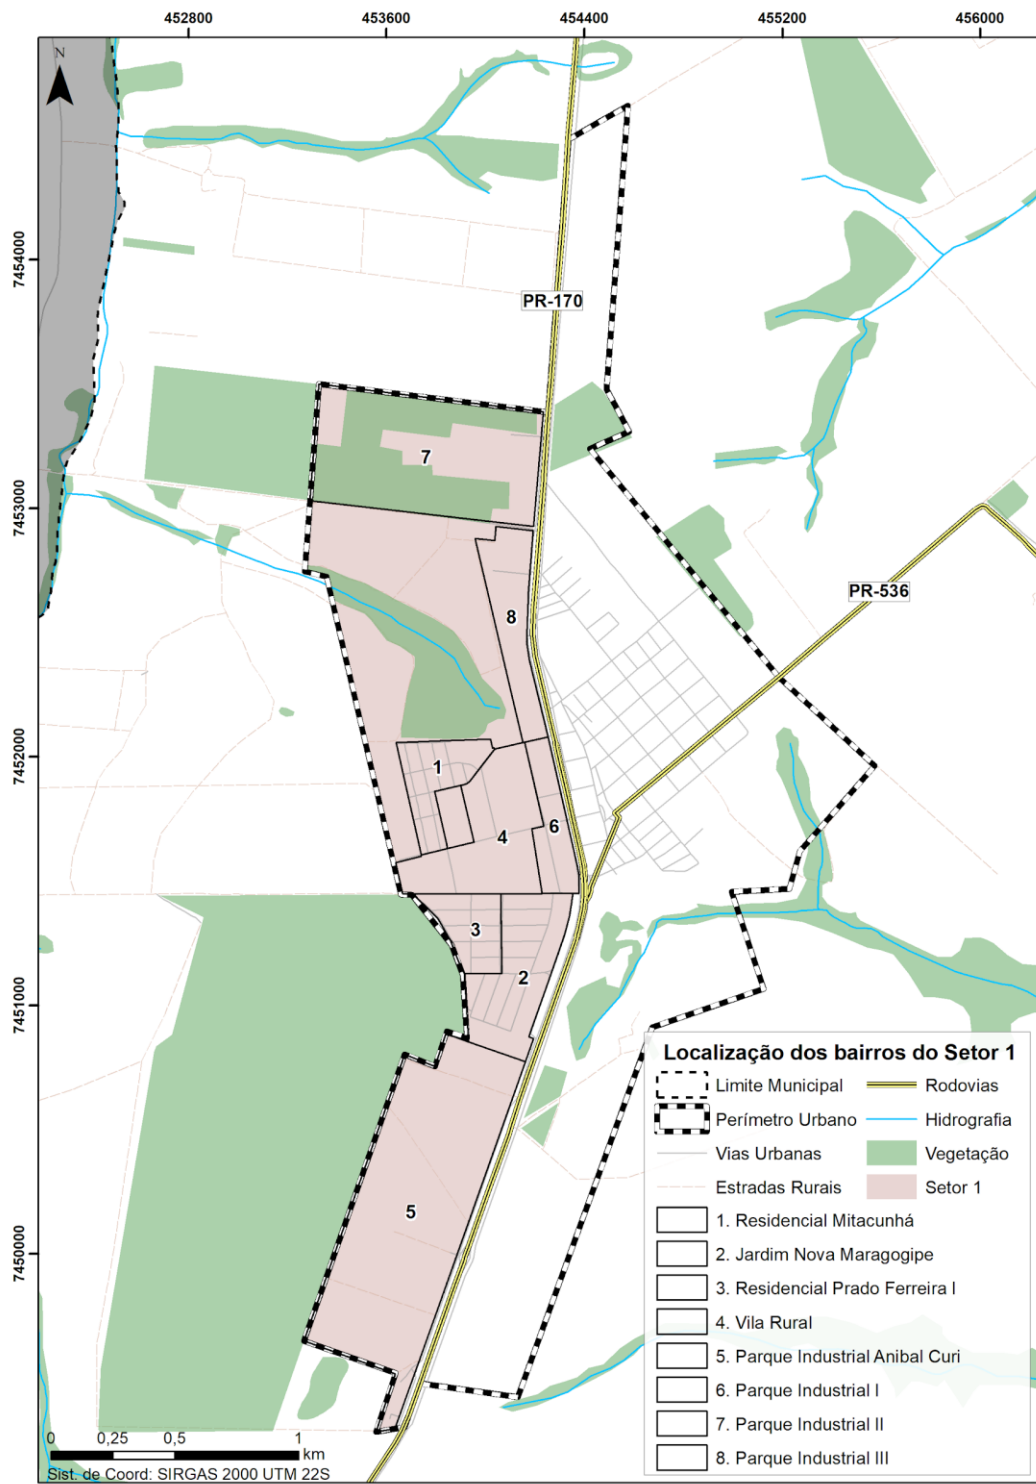 452800 453600 454400 455200 456000
N
7454000
PR-170
7
7453000
PR-536
8
7452000
1
6
4
3
2
7451000
Localização dos bairros do Setor 1
Limite Municipal Rodovias
Perímetro Urbano Hidrografia
Vias Urbanas Vegetação
Estradas Rurais Setor 1
5
1. Residencial Mitacunhá
7450000
2. Jardim Nova Maragogipe
3. Residencial Prado Ferreira I
4. Vila Rural
5. Parque Industrial Anibal Curi
6. Parque Industrial I
7. Parque Industrial II
8. Parque Industrial III
0 0,25 0,5 1
km
Sist. de Coord: SIRGAS 2000 UTM 22S